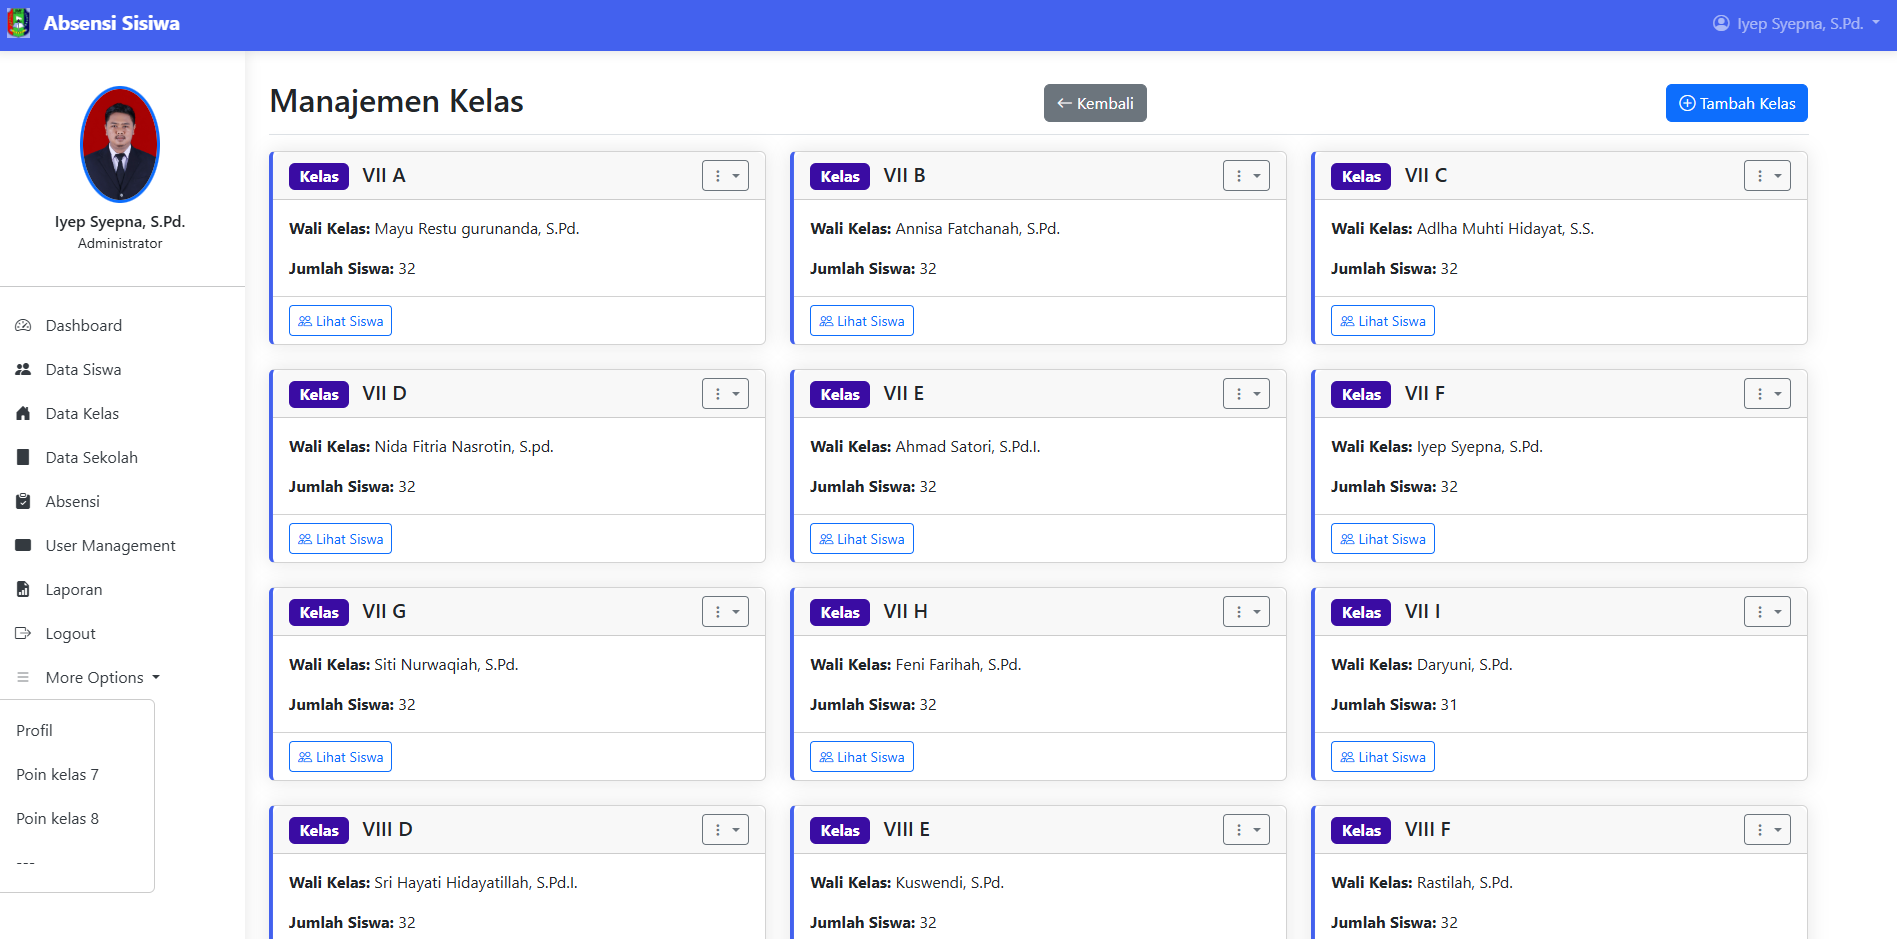 Absensi Sisiwa
Iyep Syepna, S.Pd.
Iyep Syepna, S.Pd.
Administrator
Dashboard
Data Siswa
Data Kelas
Data Sekolah
Absensi
User Management
Laporan
Logout
More Options
Profil
Poin kelas 7
Poin kelas 8
---
Manajemen Kelas
Kembali
Tambah Kelas
Kelas VII A
Wali Kelas: Mayu Restu gurunanda, S.Pd.
Jumlah Siswa: 32
Lihat Siswa
Kelas VII B
Wali Kelas: Annisa Fatchanah, S.Pd.
Jumlah Siswa: 32
Lihat Siswa
Kelas VII C
Wali Kelas: Adlha Muhti Hidayat, S.S.
Jumlah Siswa: 32
Lihat Siswa
Kelas VII D
Wali Kelas: Nida Fitria Nasrotin, S.pd.
Jumlah Siswa: 32
Lihat Siswa
Kelas VII E
Wali Kelas: Ahmad Satori, S.Pd.I.
Jumlah Siswa: 32
Lihat Siswa
Kelas VII F
Wali Kelas: Iyep Syepna, S.Pd.
Jumlah Siswa: 32
Lihat Siswa
Kelas VII G
Wali Kelas: Siti Nurwaqiah, S.Pd.
Jumlah Siswa: 32
Lihat Siswa
Kelas VII H
Wali Kelas: Feni Farihah, S.Pd.
Jumlah Siswa: 32
Lihat Siswa
Kelas VII I
Wali Kelas: Daryuni, S.Pd.
Jumlah Siswa: 31
Lihat Siswa
Kelas VIII D
Wali Kelas: Sri Hayati Hidayatillah, S.Pd.I.
Jumlah Siswa: 32
Kelas VIII E
Wali Kelas: Kuswendi, S.Pd.
Jumlah Siswa: 32
Kelas VIII F
Wali Kelas: Rastilah, S.Pd.
Jumlah Siswa: 32